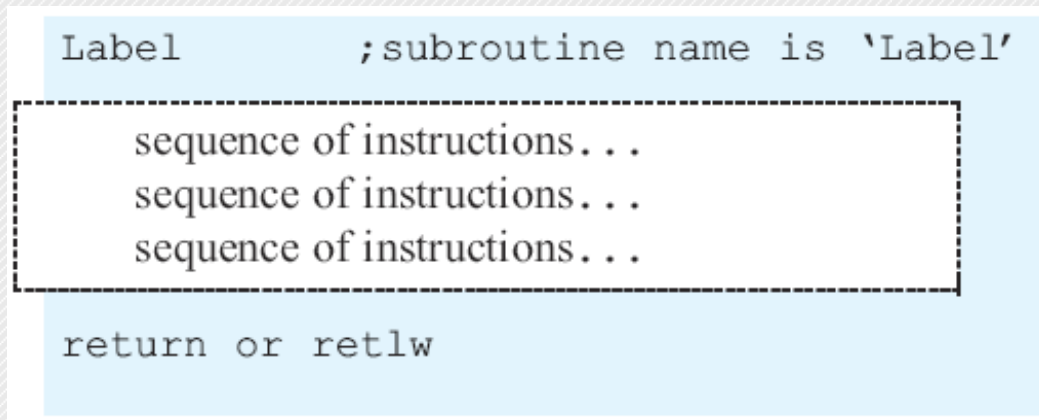 Label ;subroutine name is ‘Label’
sequence of instructions...
sequence of instructions...
sequence of instructions...
return or retlw